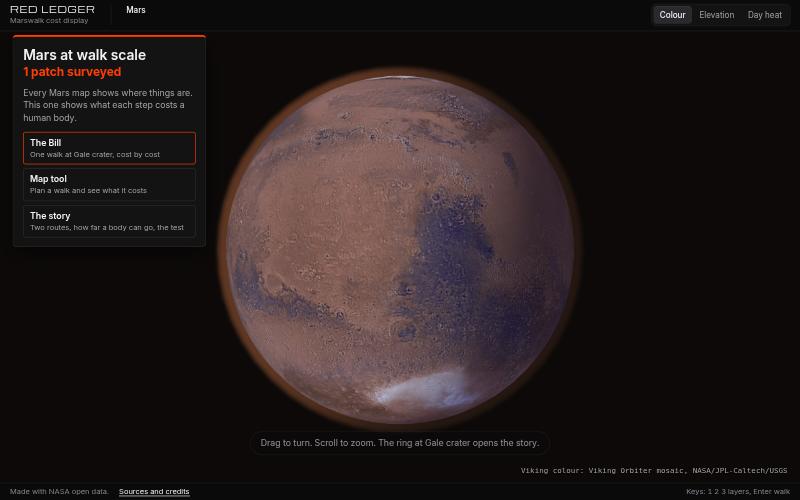 RED LEDGER
Marswalk cost display
Mars
Colour Elevation Day heat
Mars at walk scale
1 patch surveyed
Every Mars map shows where things are.
This one shows what each step costs a
human body.
The Bill
One walk at Gale crater, cost by cost
Map tool
Plan a walk and see what it costs
The story
Two routes, how far a body can go, the test
Drag to turn. Scroll to zoom. The ring at Gale crater opens the story.
Viking colour: Viking Orbiter mosaic, NASA/JPL-Caltech/USGS
Made with NASA open data. Sources and credits
Keys: 1 2 3 layers, Enter walk